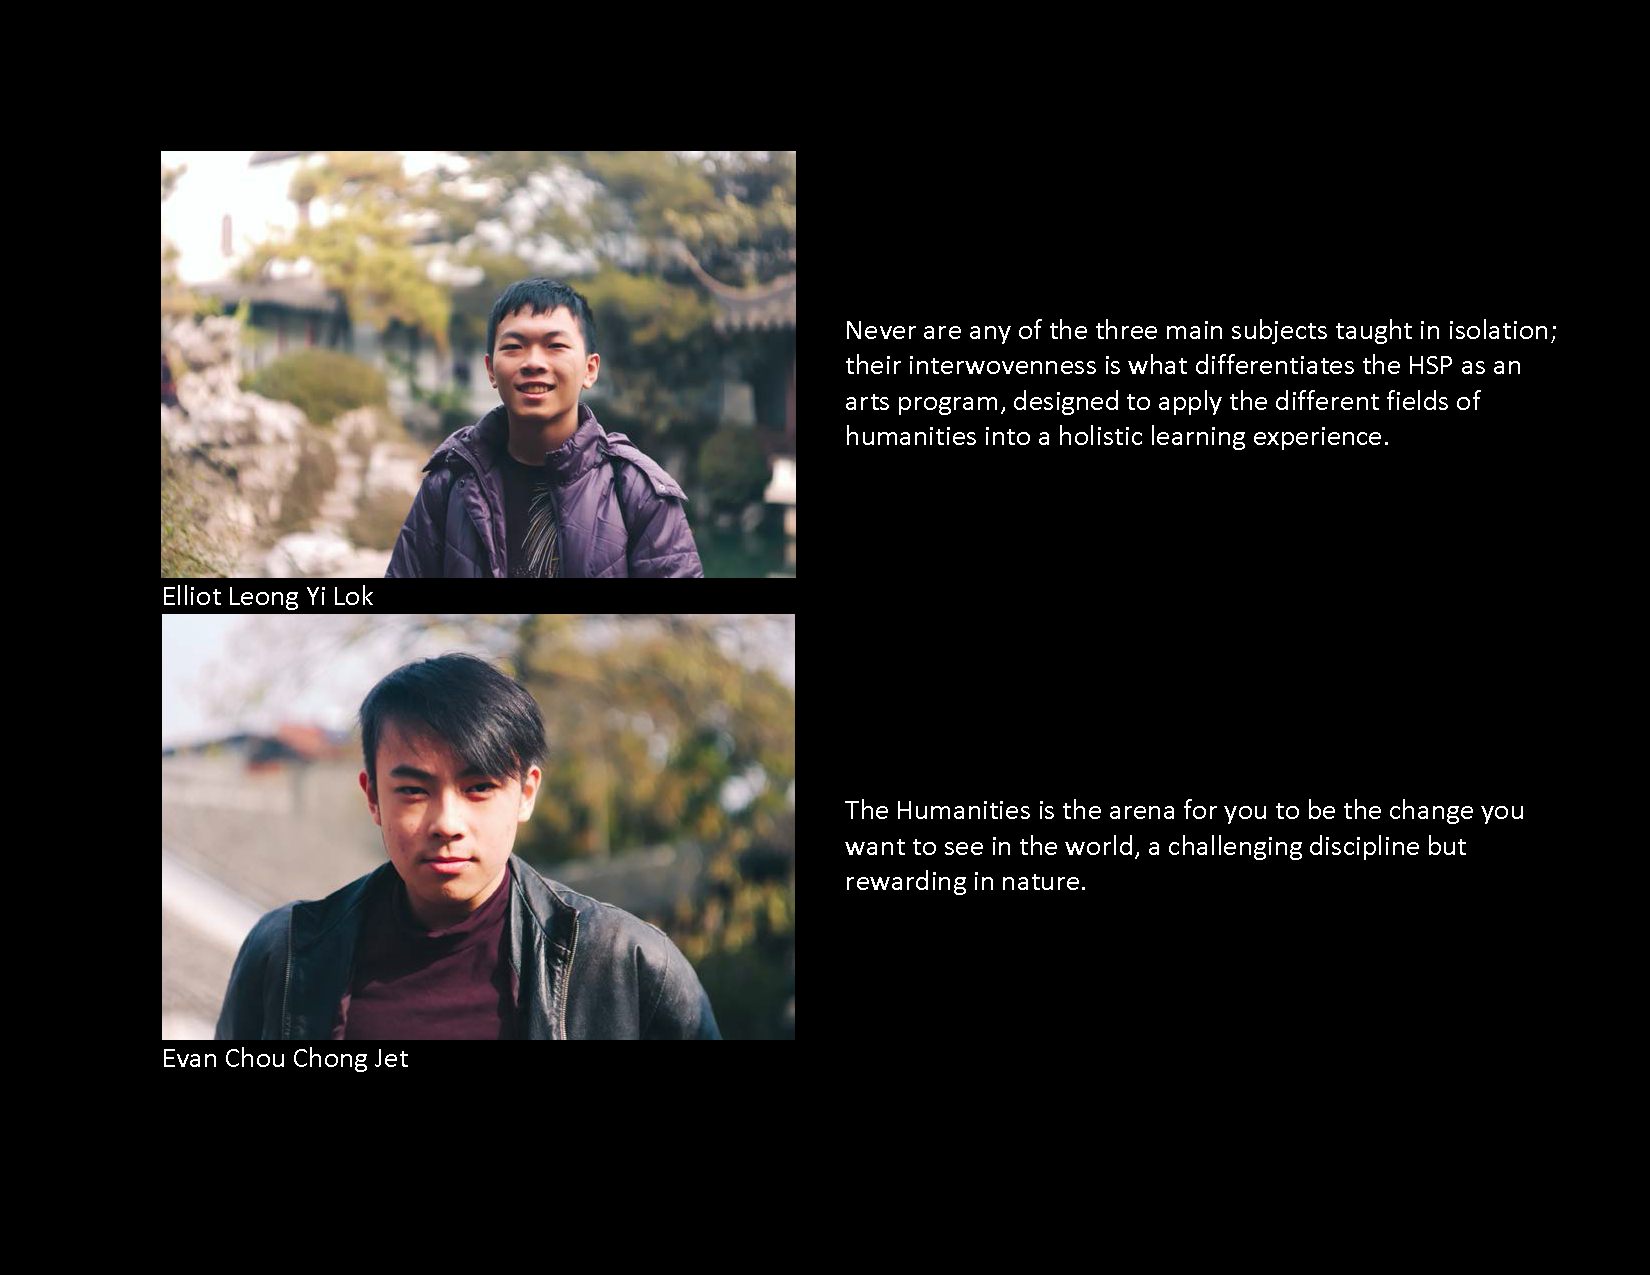 Never are any of the three main subjects taught in isolation;
their interwovenness is what differentiates the HSP as an
arts program, designed to apply the different fields of
humanities into a holistic learning experience.
Elliot Leong Yi Lok
The Humanities is the arena for you to be the change you
want to see in the world, a challenging discipline but
rewarding in nature.
Evan Chou Chong Jet